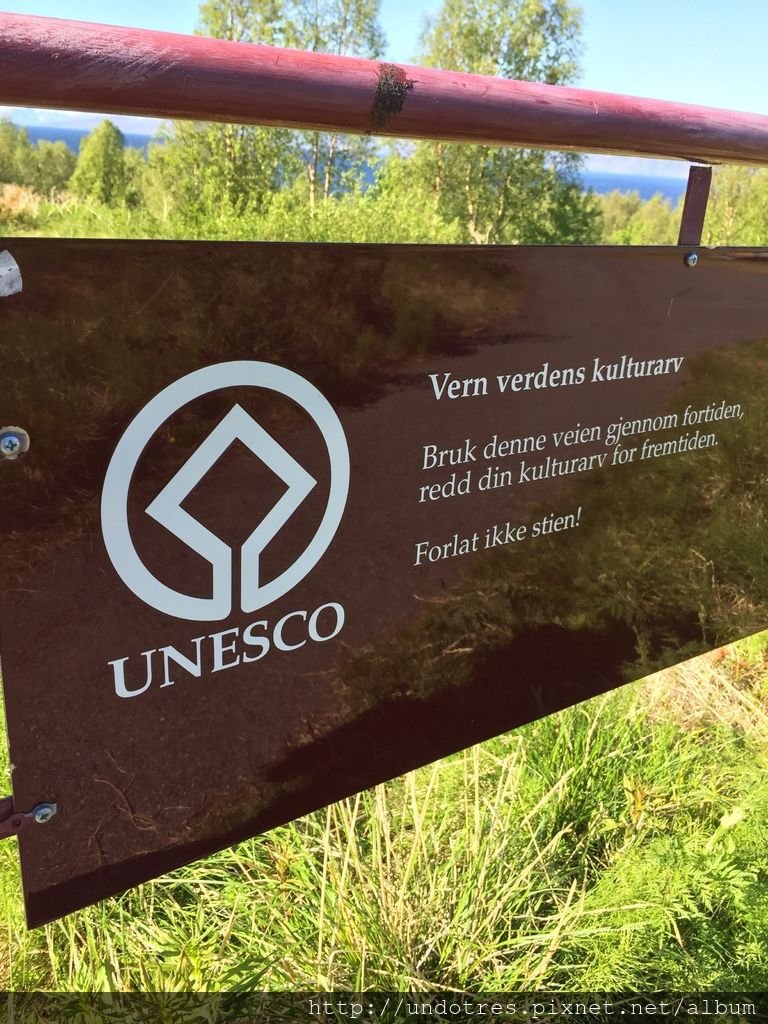 Vern verdens kulturarv
Bruk denne veien gjennom fortiden,
redd din kulturarv for fremtiden.
Forlat ikke stien!
UNESCO
http://undotres.pixnet.net/album